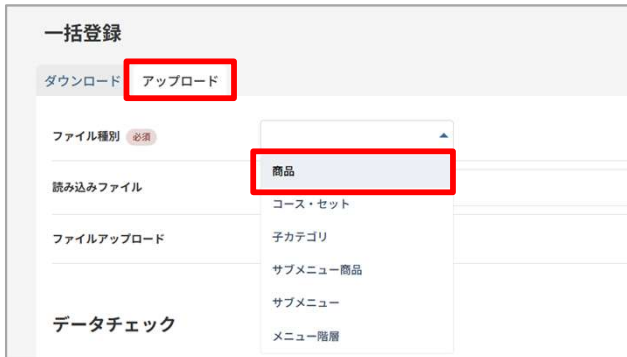 一括登録
ダウンロード アップロード
ファイル種別 必須
商品
読み込みファイル
コース・セット
ファイルアップロード
子カテゴリ
サブメニュー商品
サブメニュー
データチェック
メニュー階層